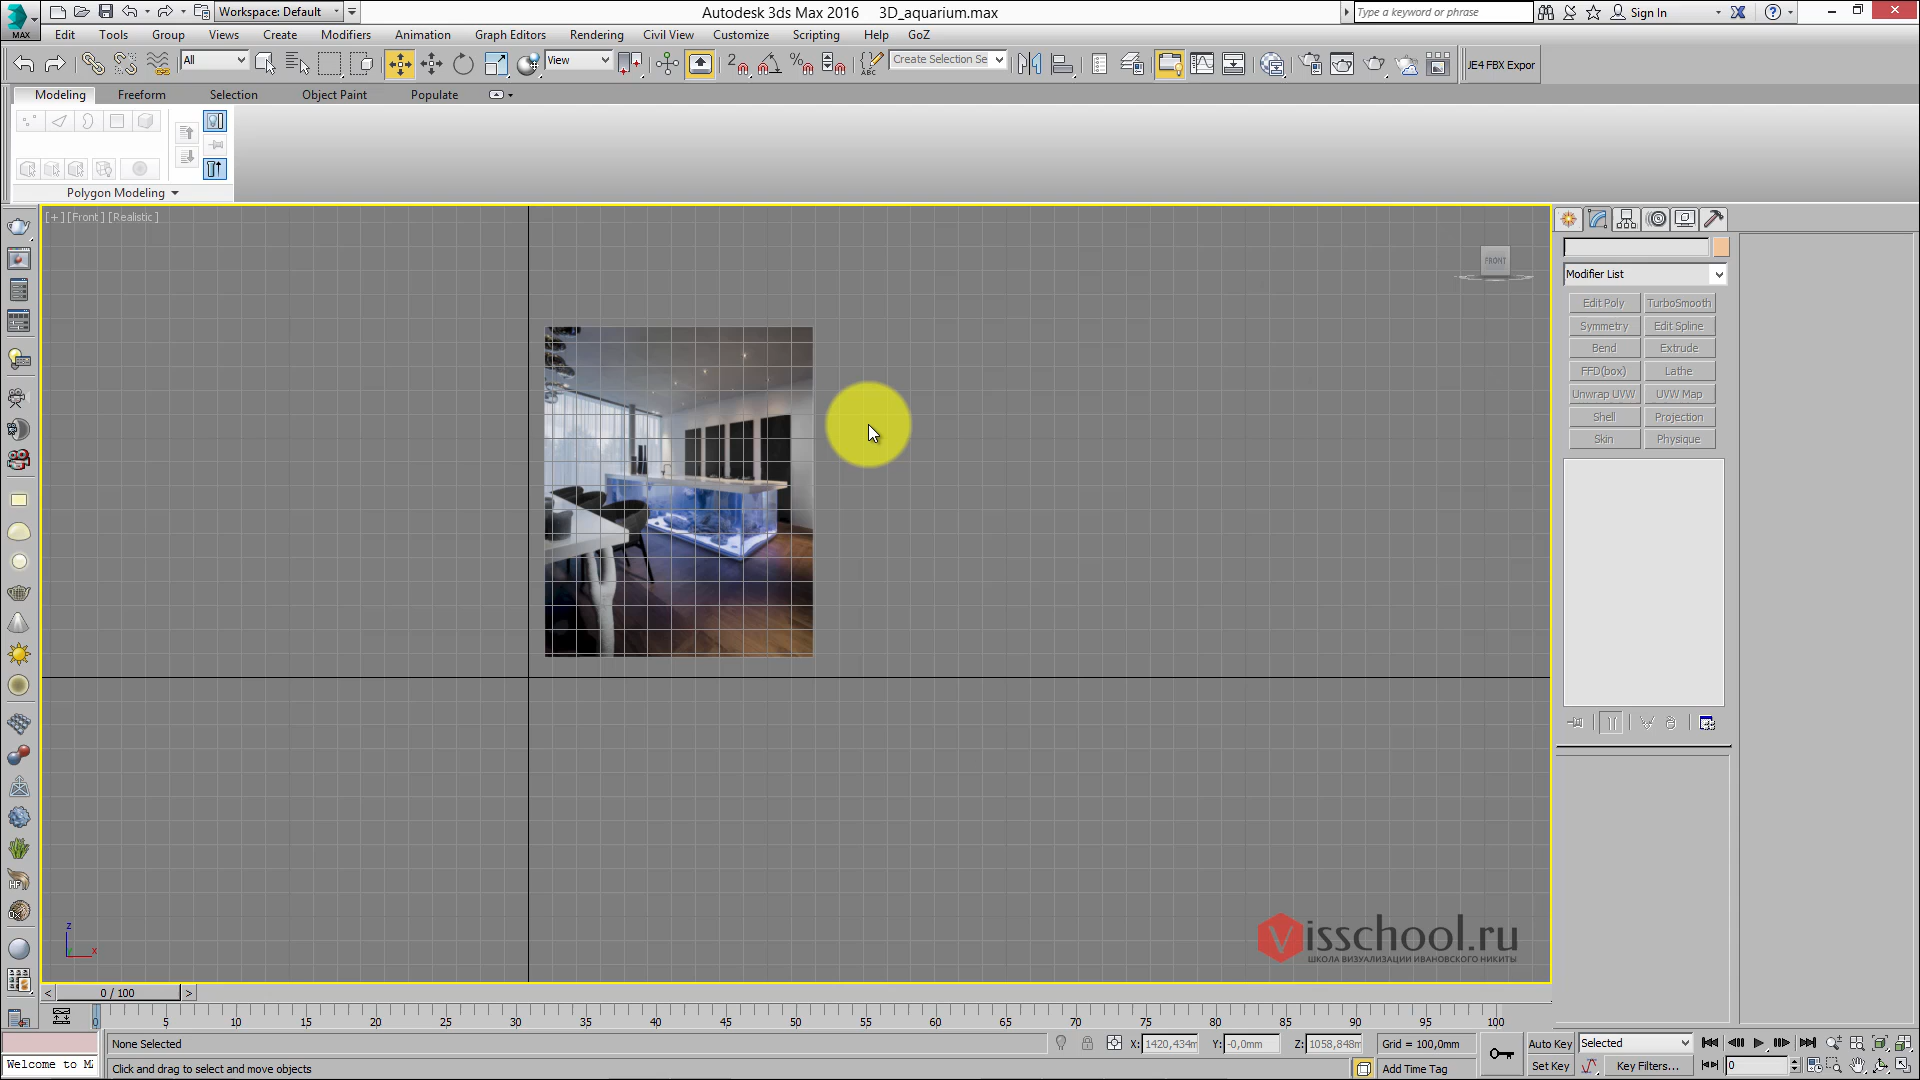 MAX
Workspace: Default
Autodesk 3ds Max 2016 3D_aquarium.max
Type a keyword or phrase
Sign In
Edit Tools Group Views Create Modifiers Animation Graph Editors Rendering Civil View Customize Scripting Help GoZ
All
View
Create Selection Se
JE4 FBX Expor
Modeling Freeform Selection Object Paint Populate
Polygon Modeling
[+] [Front] [Realistic]
FRONT
Modifier List
Edit Poly TurboSmooth
Symmetry Edit Spline
Bend Extrude
FFD(box) Lathe
Unwrap UVW UVW Map
Shell Projection
Skin Physique
z
x
Visschool.ru
ШКОЛА ВИЗУАЛИЗАЦИИ ИВАНОВСКОГО НИКИТЫ
< 0 / 100 >
0 5 10 15 20 25 30 35 40 45 50 55 60 65 70 75 80 85 90 95 100
None Selected
X: 1420,434m Y: -0,0mm Z: 1058,848m Grid = 100,0mm
Auto Key Selected
Welcome to M
Click and drag to select and move objects
Add Time Tag
Set Key Key Filters...
0